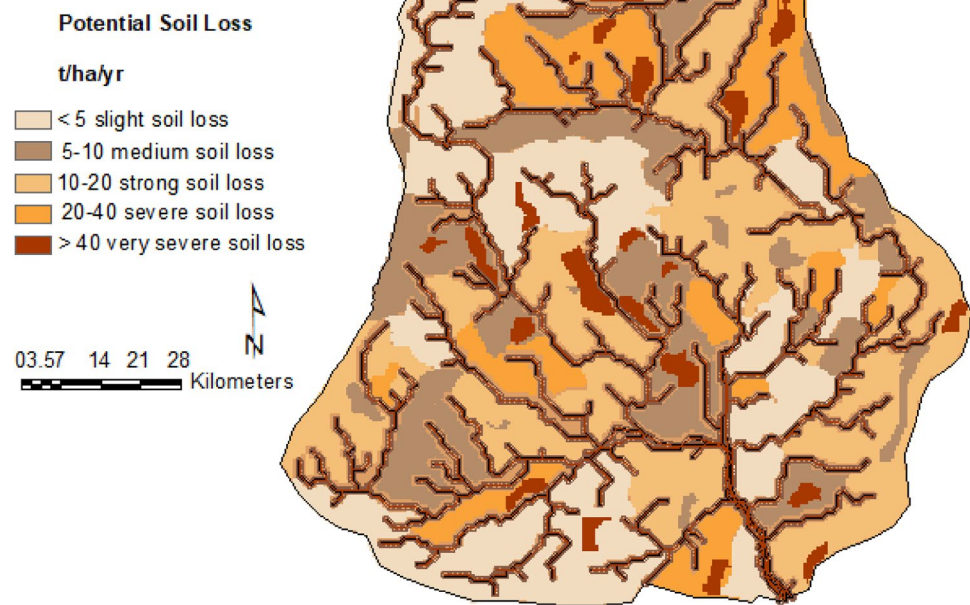 Potential Soil Loss
t/ha/yr
< 5 slight soil loss
5-10 medium soil loss
10-20 strong soil loss
20-40 severe soil loss
> 40 very severe soil loss
N
03.57 14 21 28
Kilometers